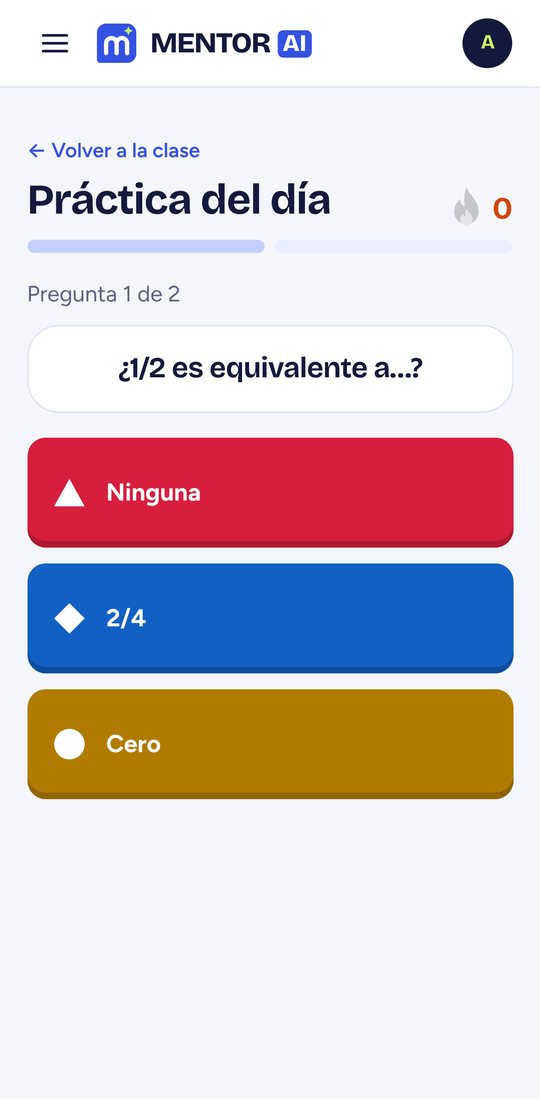 m MENTOR AI A
← Volver a la clase
Práctica del día
0
Pregunta 1 de 2
¿1/2 es equivalente a...?
Ninguna
2/4
Cero